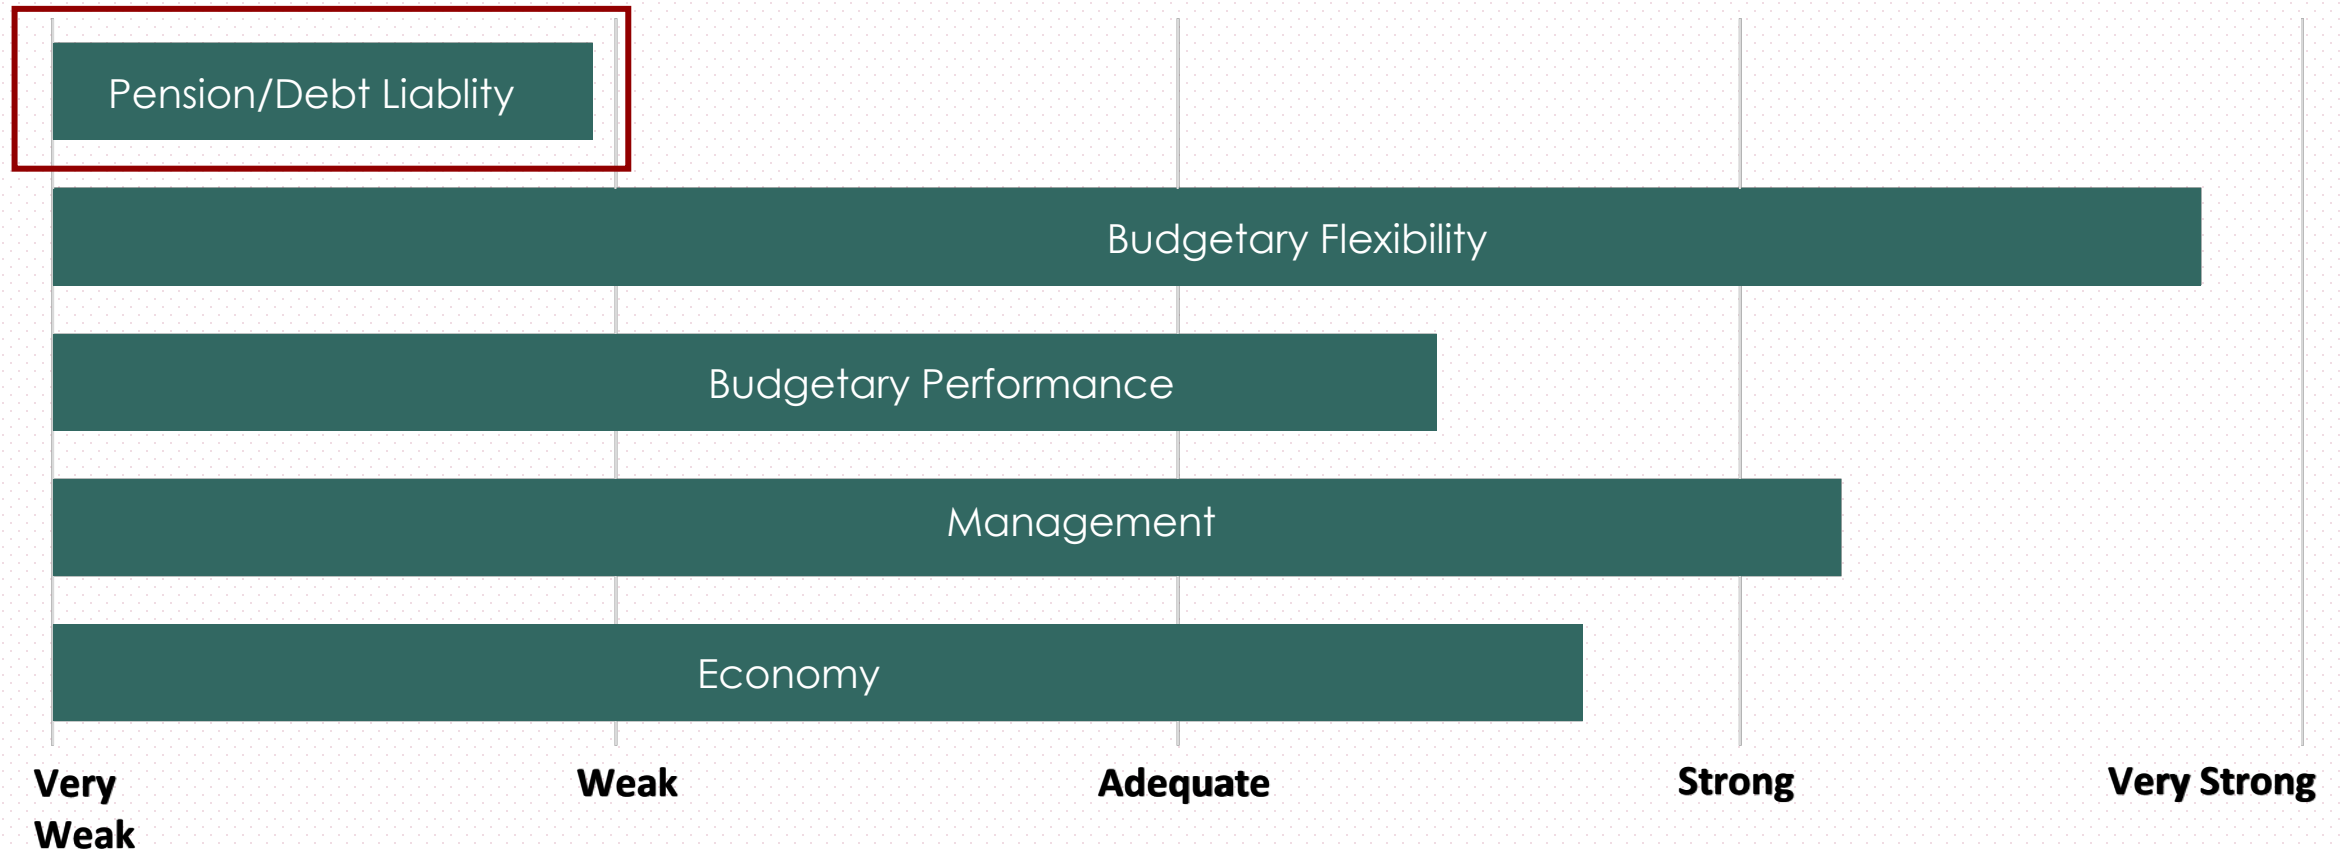 Pension/Debt Liablity
Budgetary Flexibility
Budgetary Performance
Management
Economy
Very
Weak
Weak
Adequate
Strong
Very Strong